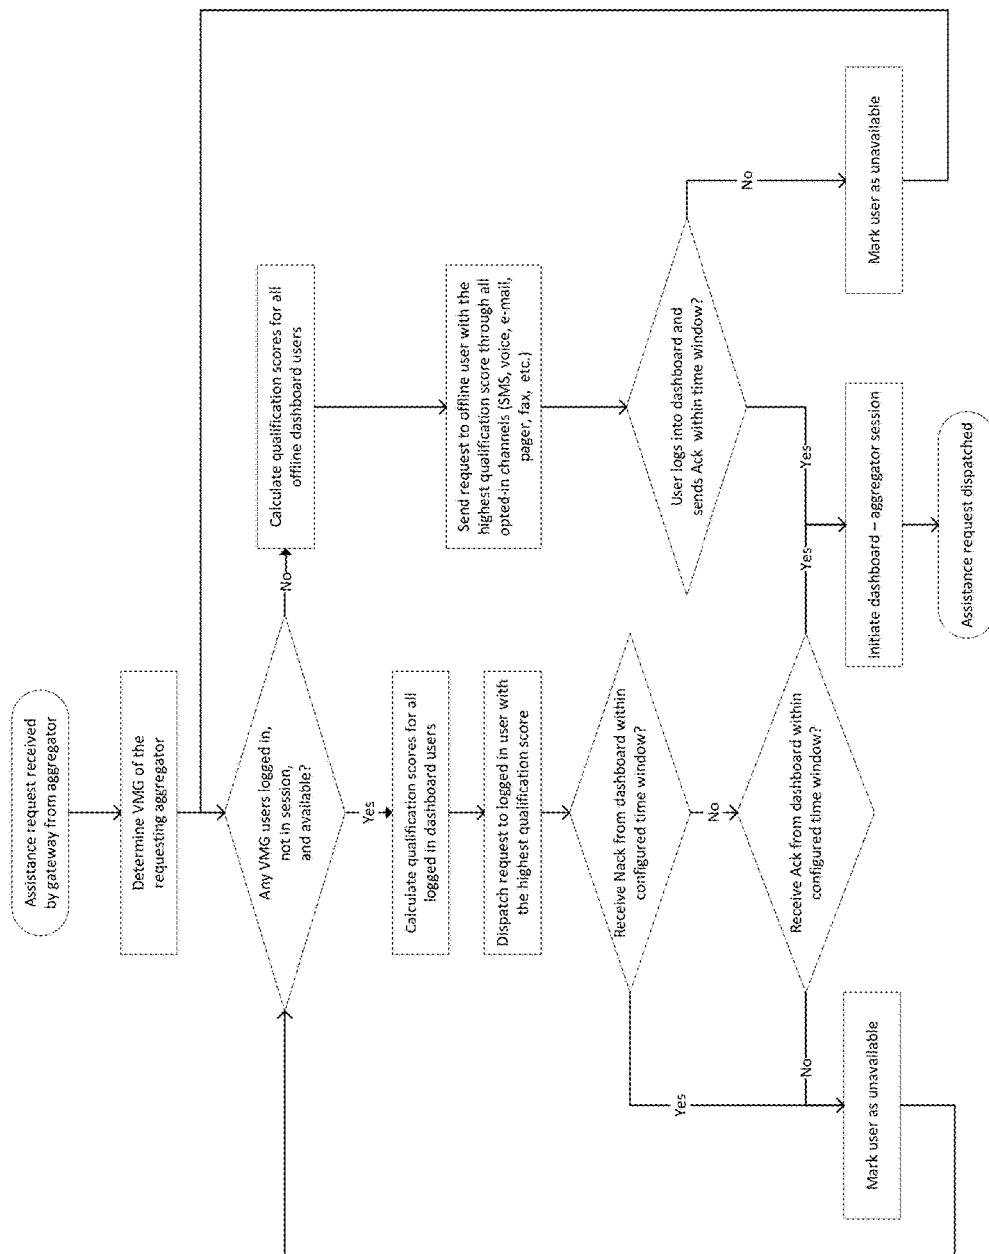 Assistance request received
by gateway from aggregator
Determine VMG of the
requesting aggregator
Any VMG users logged in,
not in session,
and available?
No
Calculate qualification scores for all
offline dashboard users
Yes
Calculate qualification scores for all
logged in dashboard users
Send request to offline user with the
highest qualification score through all
opted-in channels (SMS, voice, e-mail,
pager, fax, etc.)
Dispatch request to logged in user with
the highest qualification score
Receive Nack from dashboard within
configured time window?
User logs into dashboard and
sends Ack within time window?
No
Yes
No
Receive Ack from dashboard within
configured time window?
Yes
Yes
No
Mark user as unavailable
Initiate dashboard – aggregator session
Mark user as unavailable
Assistance request dispatched